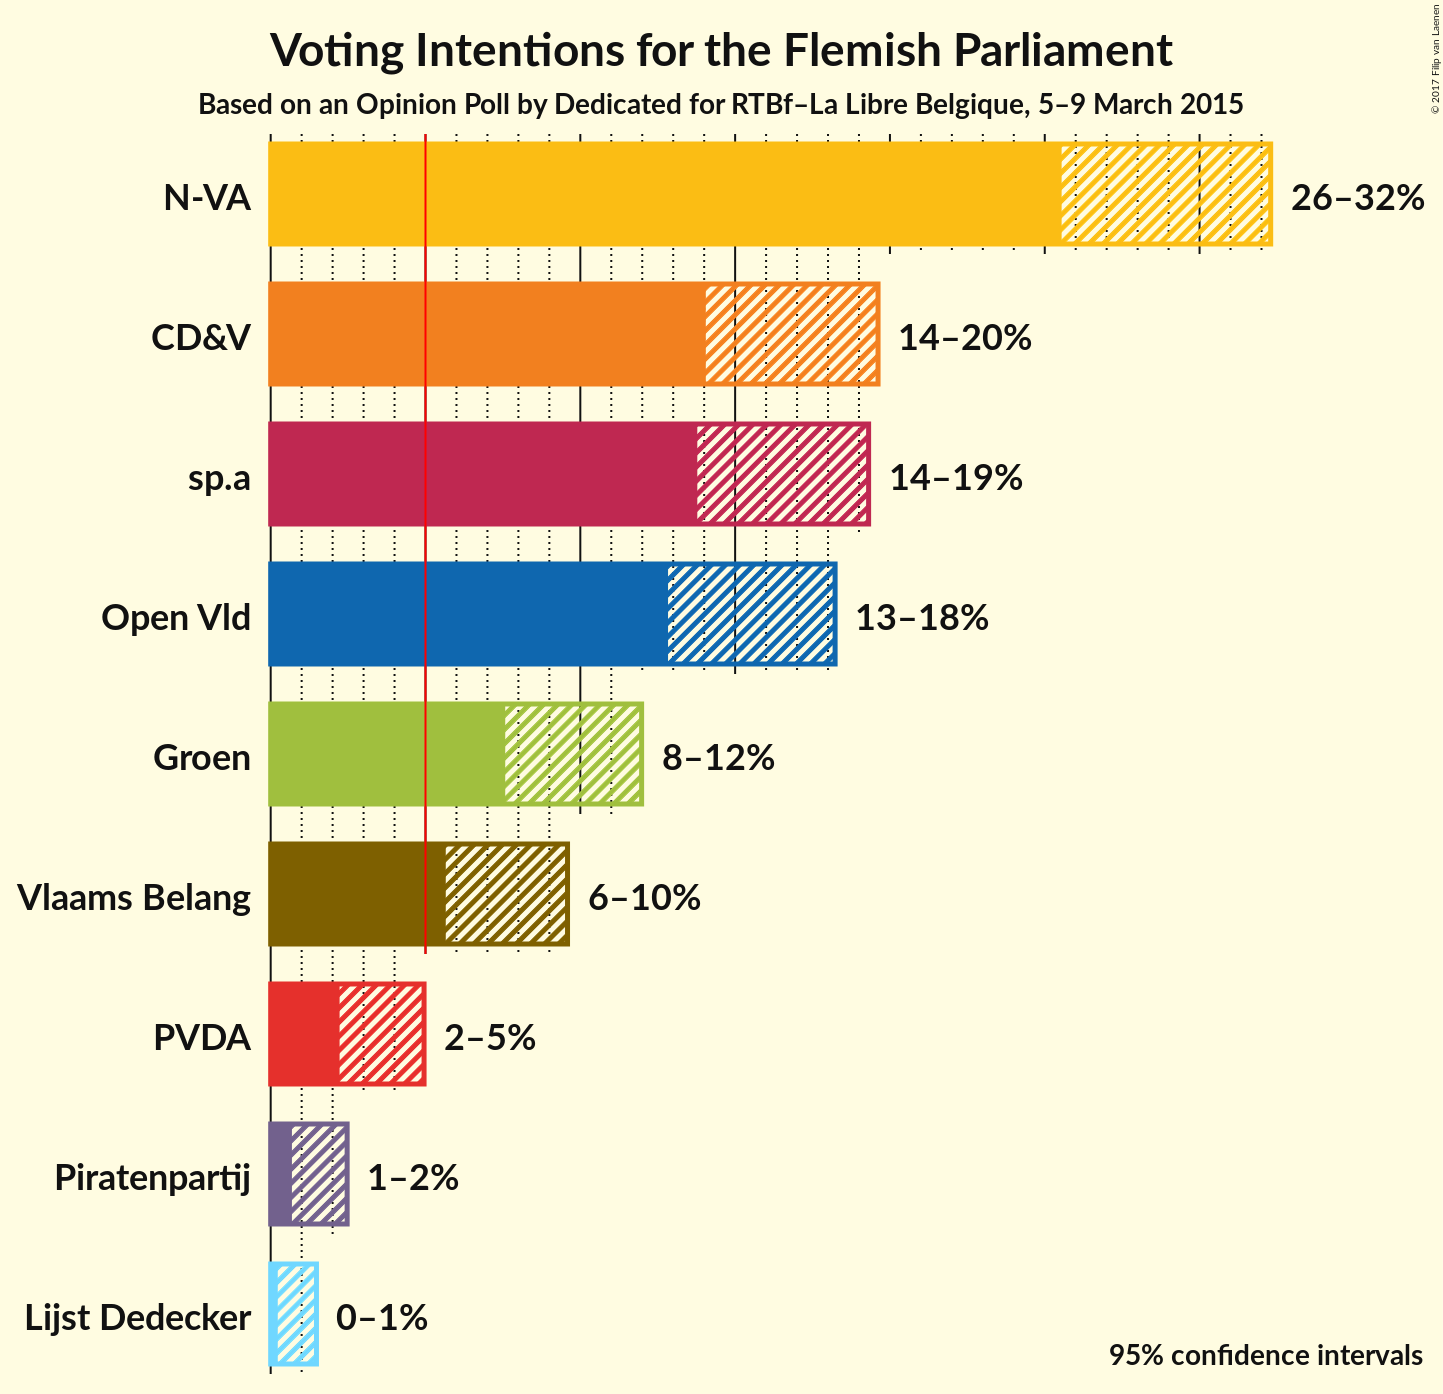 Voting Intentions for the Flemish Parliament
Based on an Opinion Poll by Dedicated for RTBf–La Libre Belgique, 5–9 March 2015
N-VA 26–32%
CD&V 14–20%
sp.a 14–19%
Open Vld 13–18%
Groen 8–12%
Vlaams Belang 6–10%
PVDA 2–5%
Piratenpartij 1–2%
Lijst Dedecker 0–1%
95% confidence intervals
© 2017 Filip van Laenen